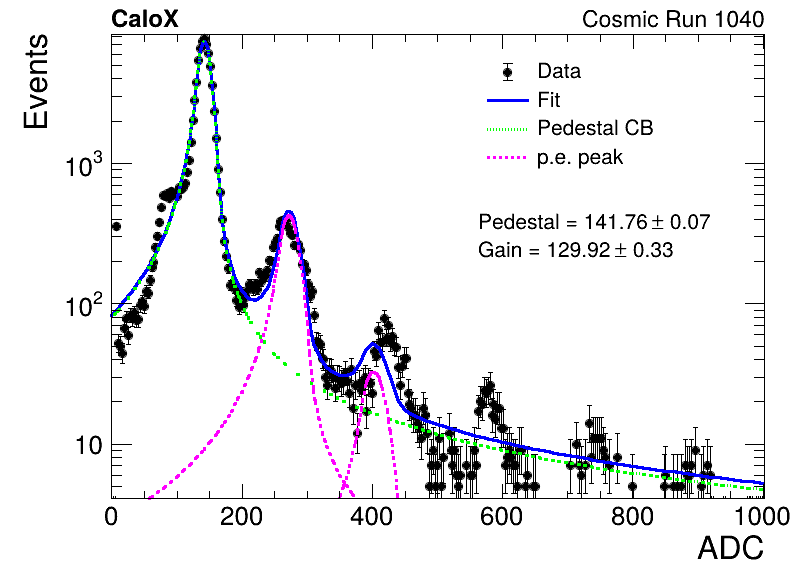 CaloX Cosmic Run 1040
Events
Data
Fit
Pedestal CB
p.e. peak
Pedestal = 141.76 ± 0.07
Gain = 129.92 ± 0.33
10³
10²
10
0 200 400 600 800 1000
ADC